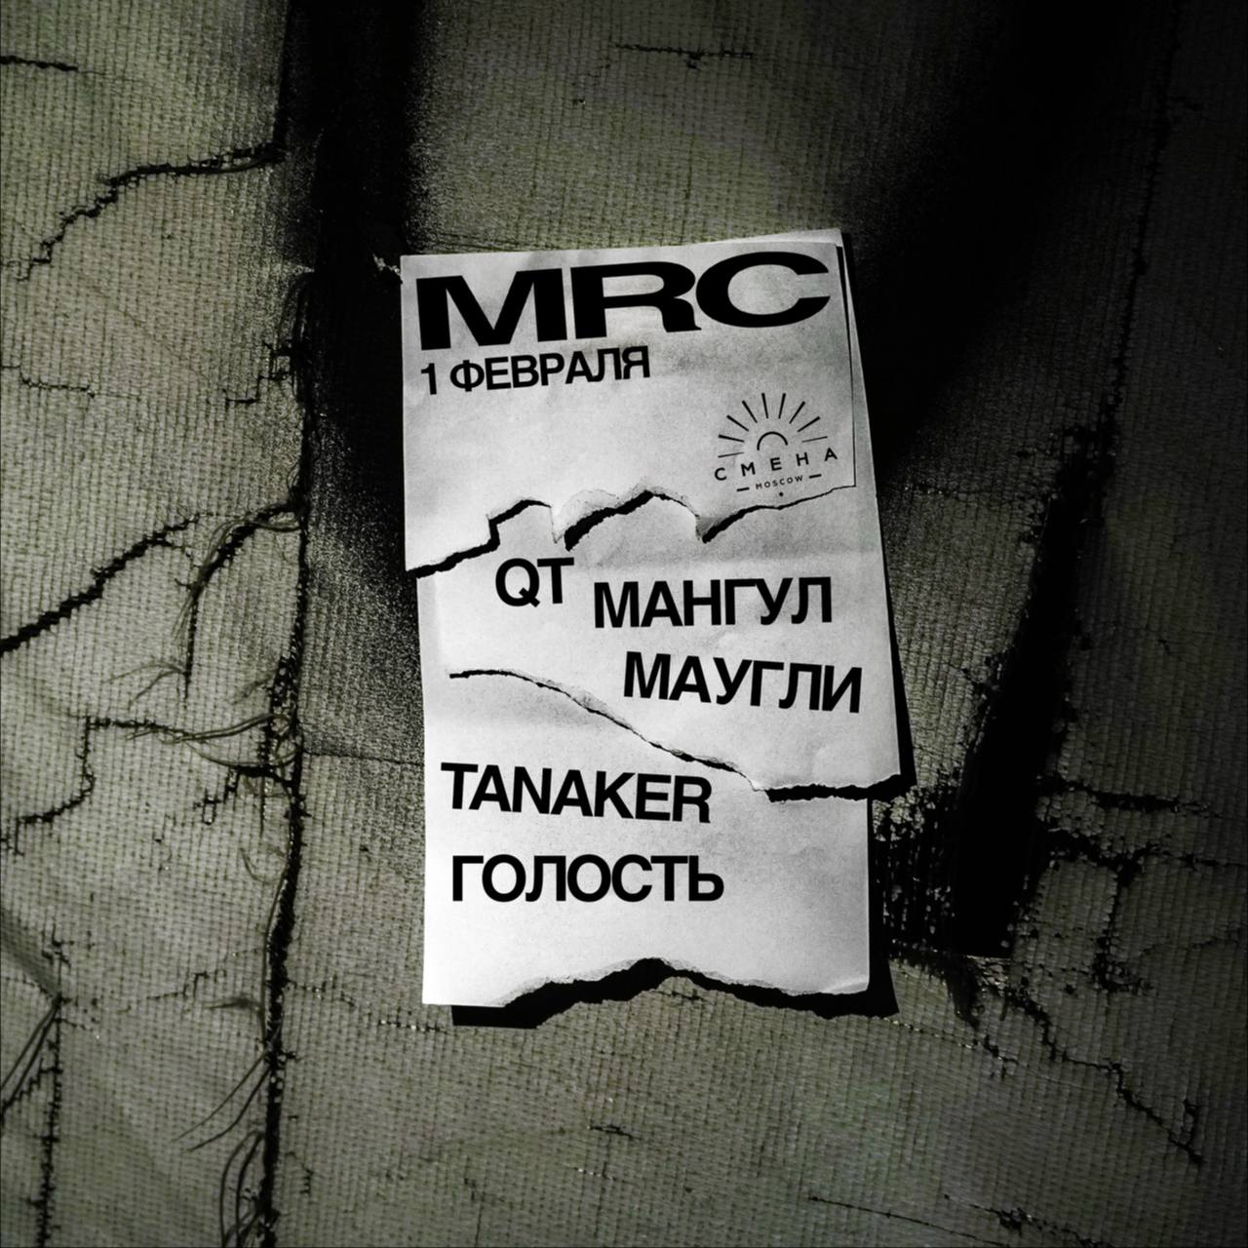 MRC
1 ФЕВРАЛЯ
СМЕНА
MOSCOW
QT
МАНГУЛ
МАУГЛИ
TANAKER
ГОЛОСТЬ